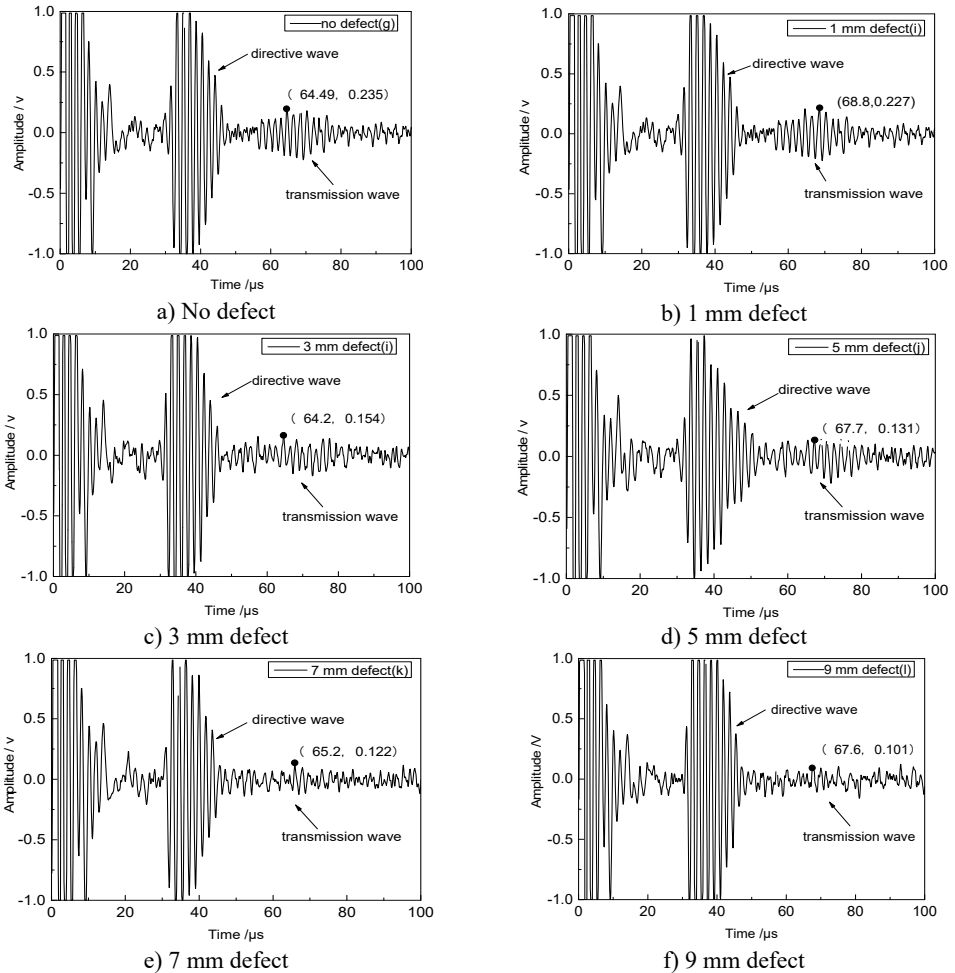 no defect(g)
directive wave
（ 64.49, 0.235）
transmission wave
Amplitude / v
1.0
0.5
0.0
-0.5
-1.0
0 20 40 60 80 100
Time /μs
a) No defect
1 mm defect(i)
directive wave
(68.8,0.227)
transmission wave
Amplitude / v
1.0
0.5
0.0
-0.5
-1.0
0 20 40 60 80 100
Time /μs
b) 1 mm defect
3 mm defect(i)
directive wave
（ 64.2, 0.154）
transmission wave
Amplitude / v
1.0
0.5
0.0
-0.5
-1.0
0 20 40 60 80 100
Time /μs
c) 3 mm defect
5 mm defect(j)
directive wave
（ 67.7, 0.131）
transmission wave
Amplitude / v
1.0
0.5
0.0
-0.5
-1.0
0 20 40 60 80 100
Time /μs
d) 5 mm defect
7 mm defect(k)
directive wave
（ 65.2, 0.122）
transmission wave
Amplitude / v
1.0
0.5
0.0
-0.5
-1.0
0 20 40 60 80 100
Time /μs
e) 7 mm defect
9 mm defect(l)
directive wave
（ 67.6, 0.101）
transmission wave
Amplitude /V
1.0
0.5
0.0
-0.5
-1.0
0 20 40 60 80 100
Time /μs
f) 9 mm defect